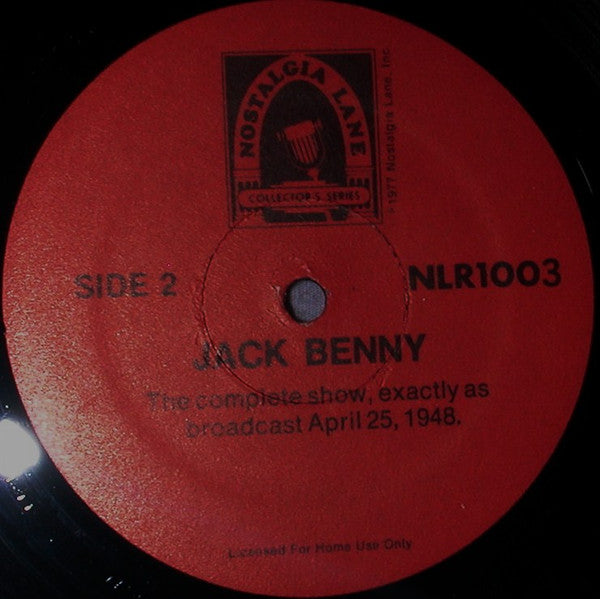 NOSTALGIA LANE
COLLECTOR'S SERIES
©1977 Nostalgia Lane, Inc.
SIDE 2
NLR1003
JACK BENNY
The complete show, exactly as
broadcast April 25, 1948.
Licensed For Home Use Only